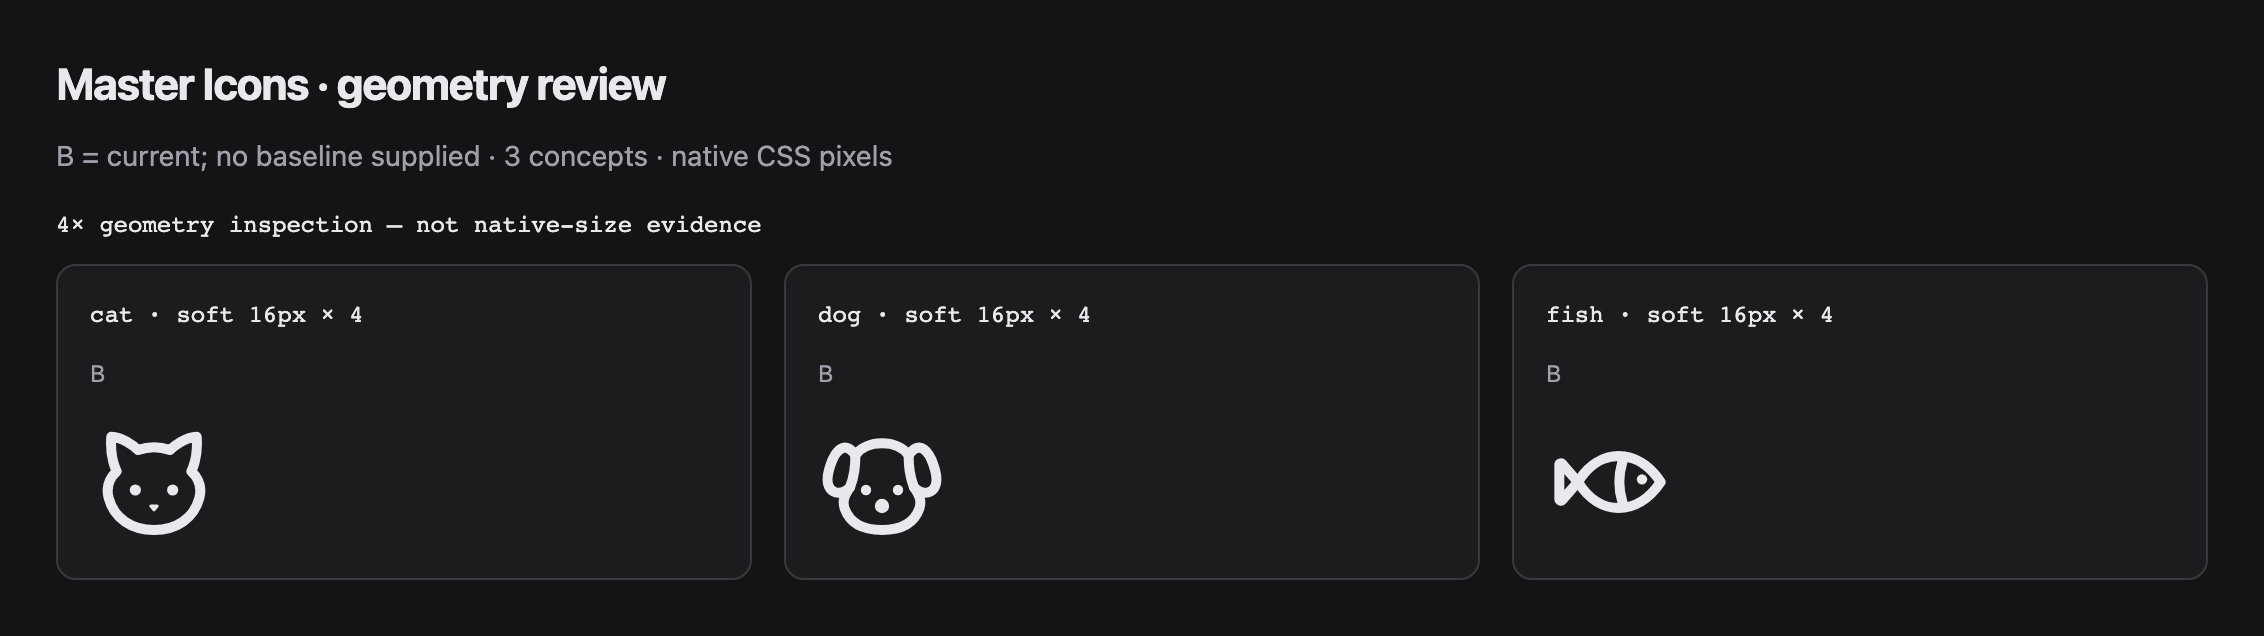 Master Icons · geometry review
B = current; no baseline supplied · 3 concepts · native CSS pixels
4× geometry inspection — not native-size evidence
cat · soft 16px × 4
B
dog · soft 16px × 4
B
fish · soft 16px × 4
B